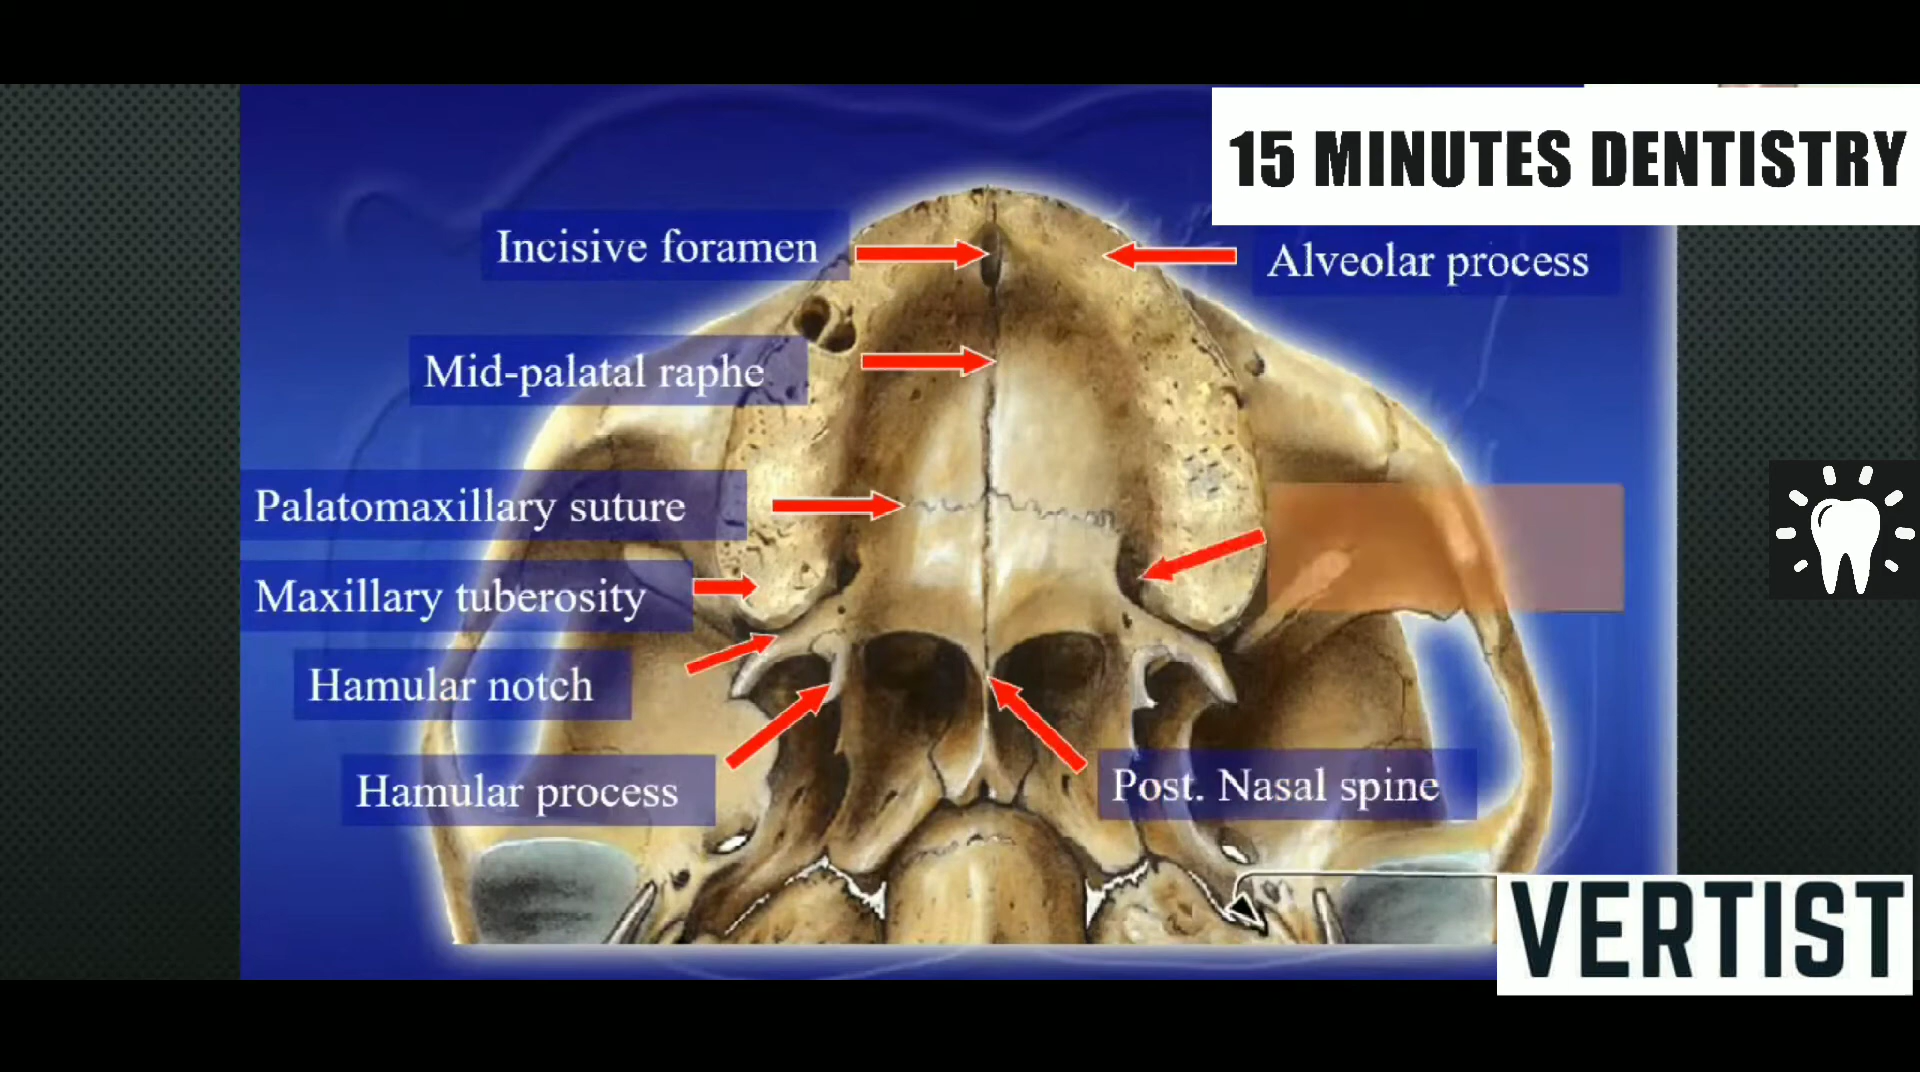 15 MINUTES DENTISTRY
Incisive foramen
Alveolar process
Mid-palatal raphe
Palatomaxillary suture
Maxillary tuberosity
Hamular notch
Hamular process
Post. Nasal spine
VERTIST